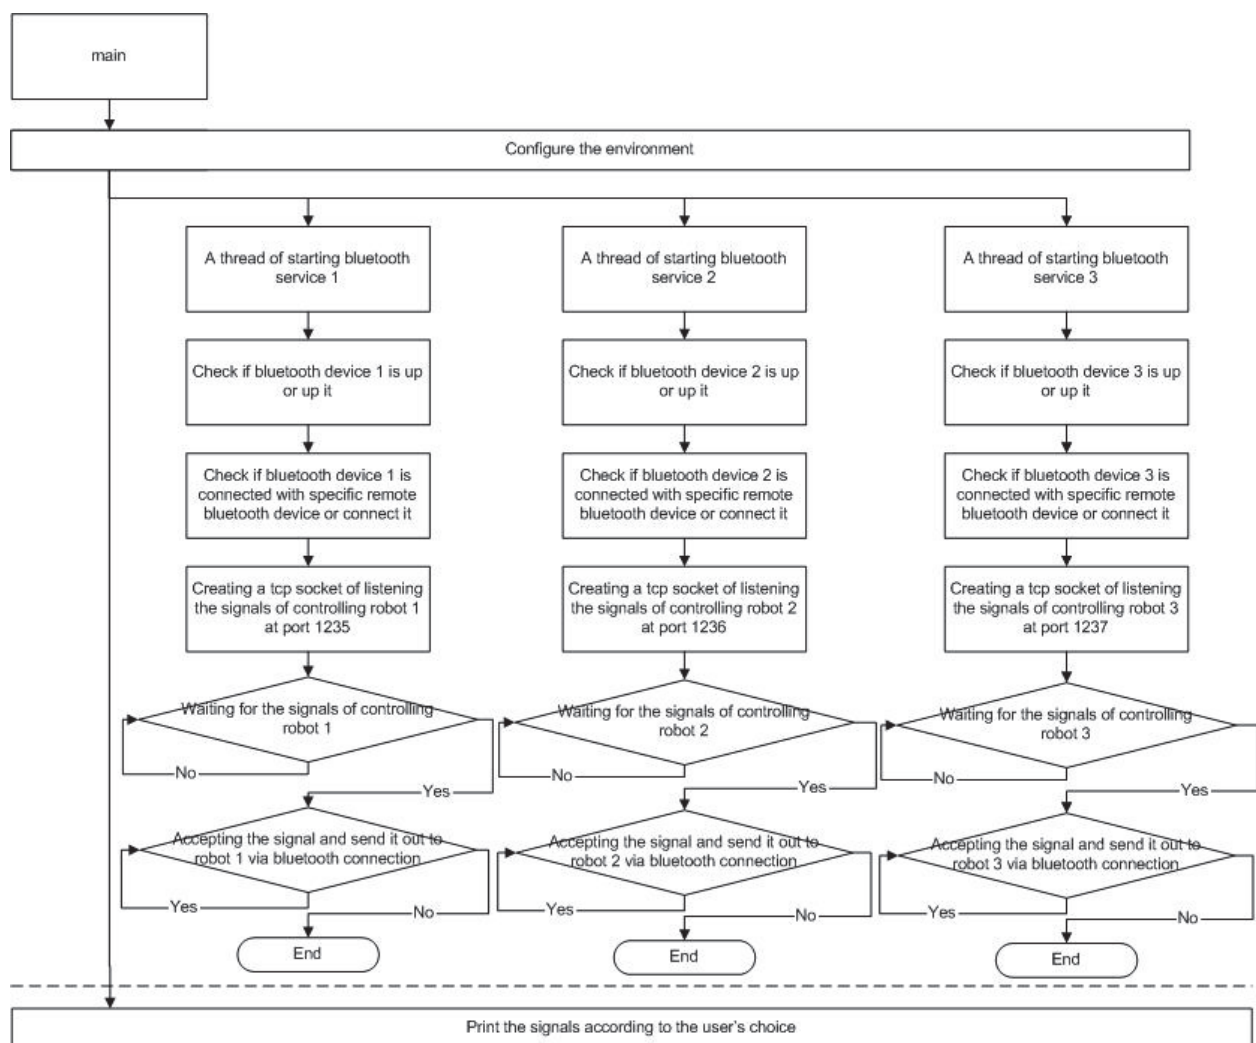 main
Configure the environment
A thread of starting bluetooth
service 1
A thread of starting bluetooth
service 2
A thread of starting bluetooth
service 3
Check if bluetooth device 1 is up
or up it
Check if bluetooth device 2 is up
or up it
Check if bluetooth device 3 is up
or up it
Check if bluetooth device 1 is
connected with specific remote
bluetooth device or connect it
Check if bluetooth device 2 is
connected with specific remote
bluetooth device or connect it
Check if bluetooth device 3 is
connected with specific remote
bluetooth device or connect it
Creating a tcp socket of listening
the signals of controlling robot 1
at port 1235
Creating a tcp socket of listening
the signals of controlling robot 2
at port 1236
Creating a tcp socket of listening
the signals of controlling robot 3
at port 1237
Waiting for the signals of controlling
robot 1
Waiting for the signals of controlling
robot 2
Waiting for the signals of controlling
robot 3
No
No
No
Yes
Yes
Yes
Accepting the signal and send it out to
robot 1 via bluetooth connection
Accepting the signal and send it out to
robot 2 via bluetooth connection
Accepting the signal and send it out to
robot 3 via bluetooth connection
Yes
No
Yes
No
Yes
No
End
End
End
Print the signals according to the user's choice